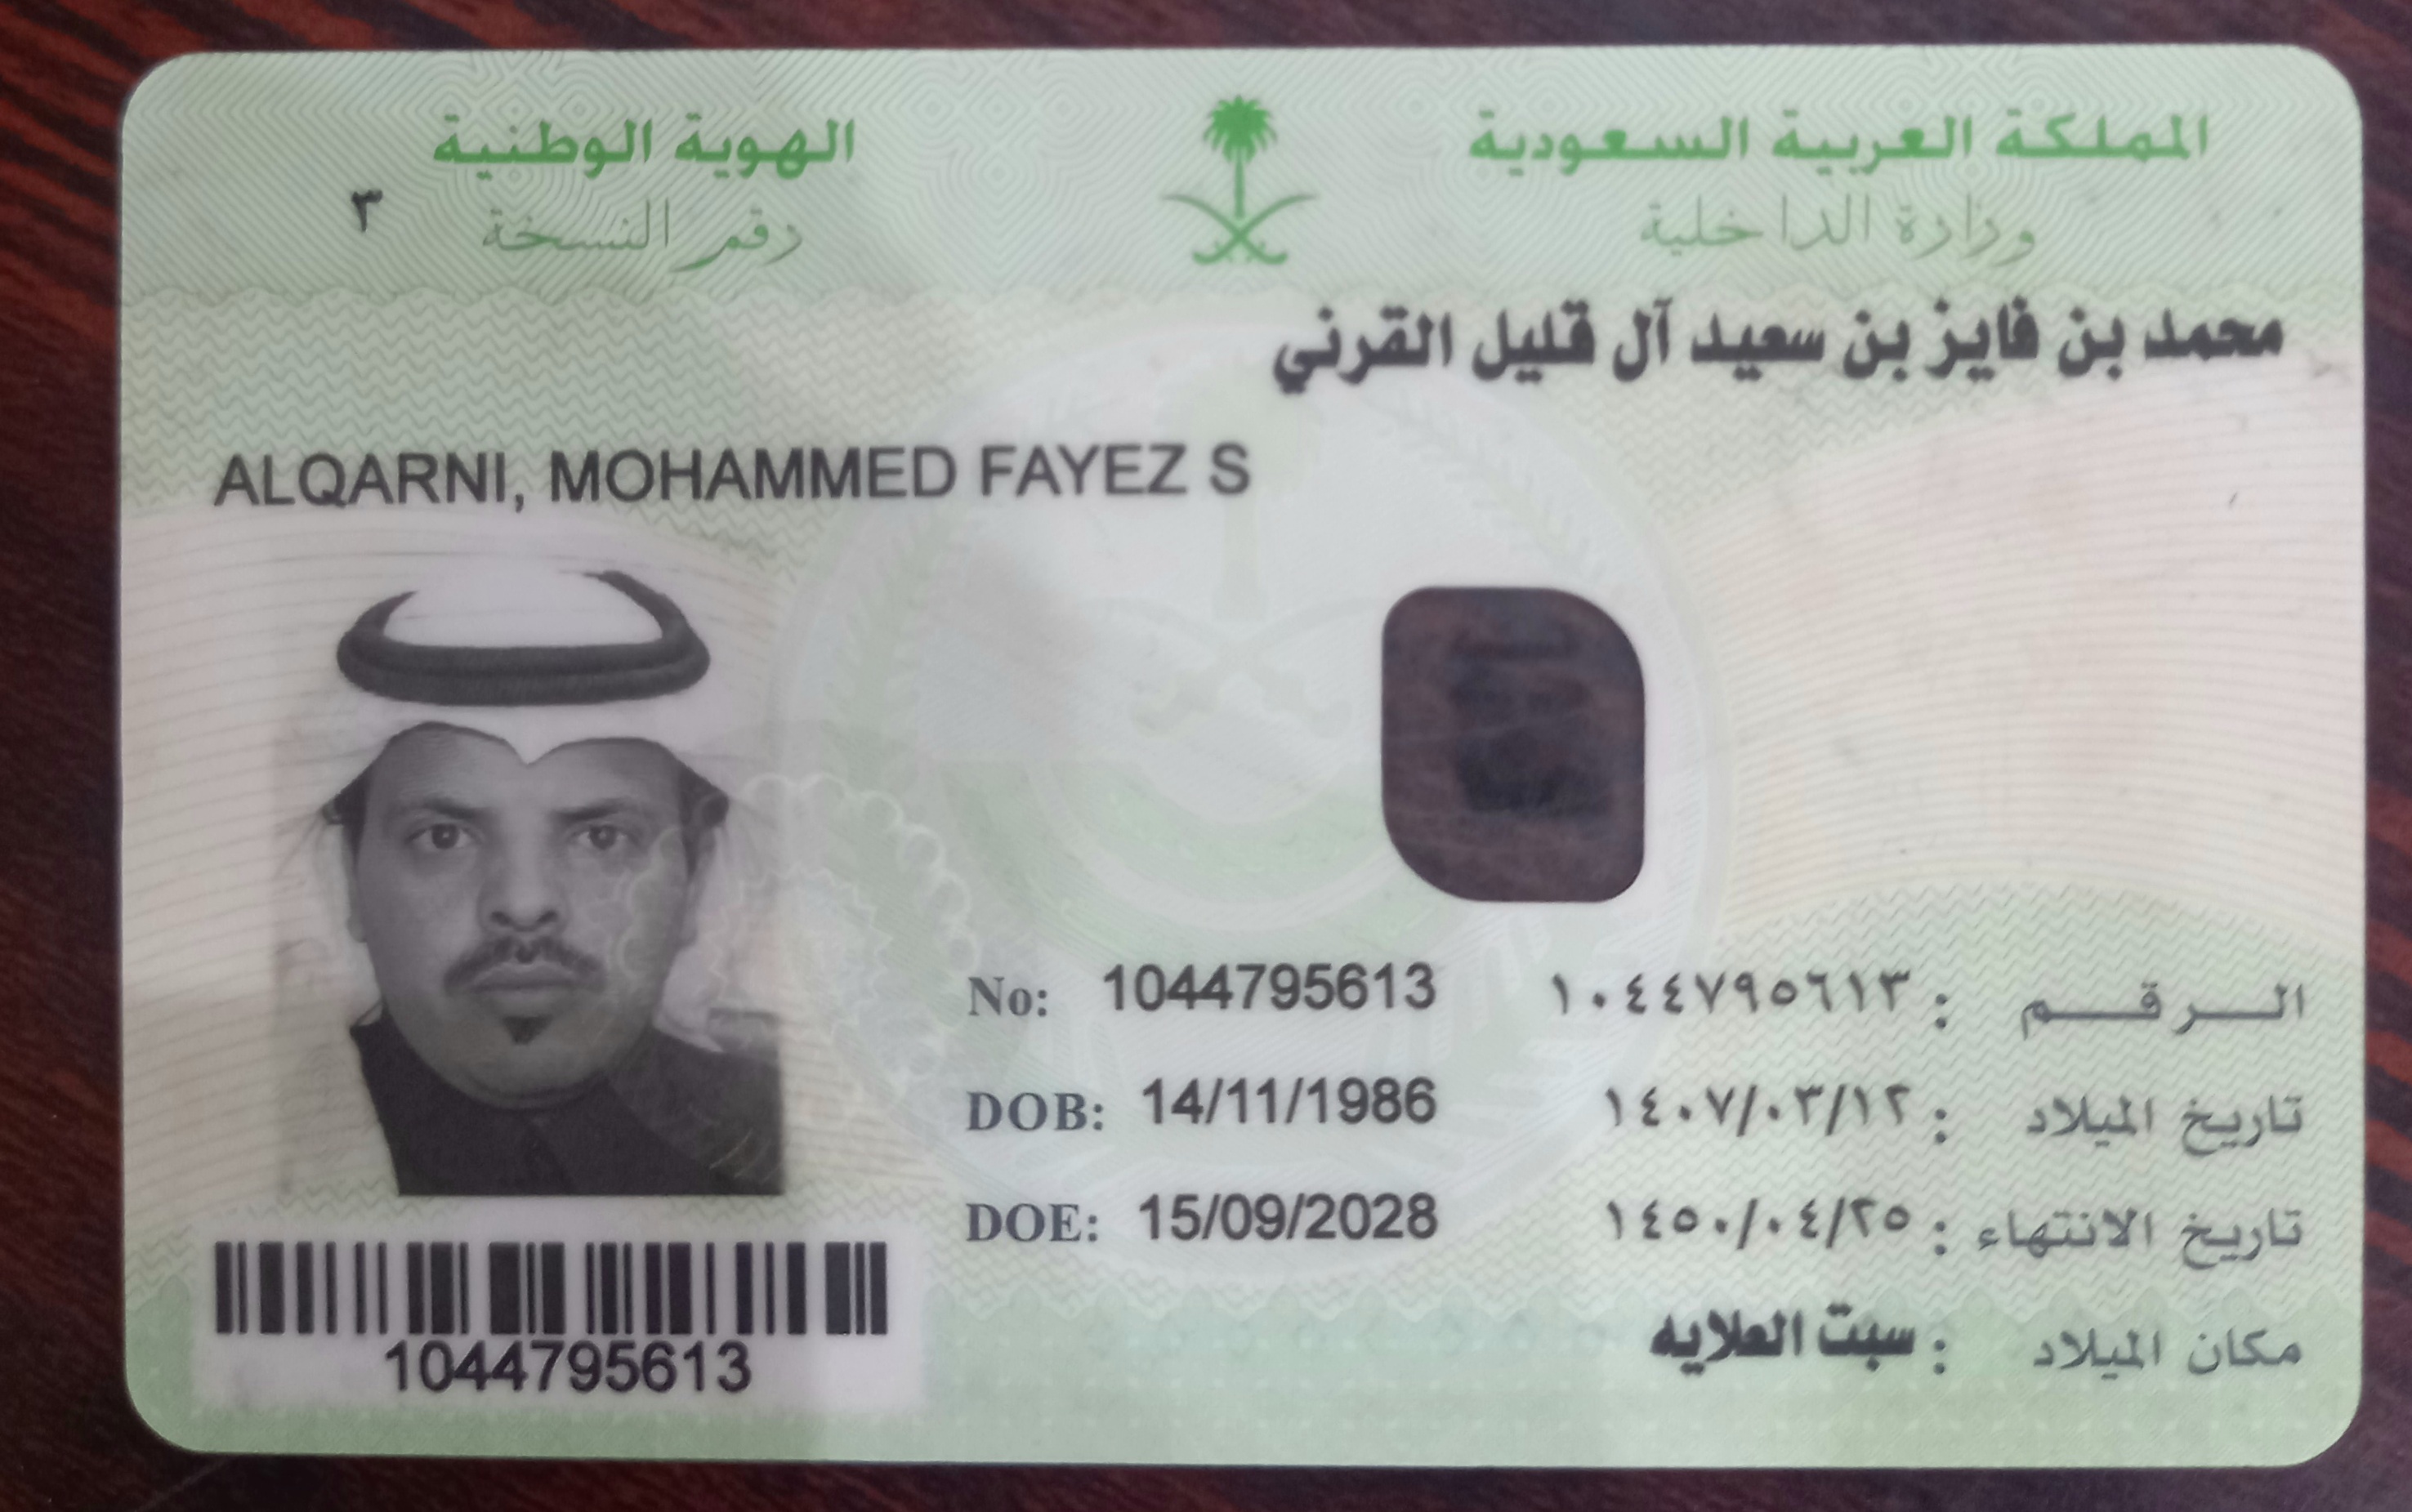 المملكة العربية السعودية
وزارة الداخلية
الهوية الوطنية
رقم النسخة ٣
محمد بن فايز بن سعيد آل قليل القرني
ALQARNI, MOHAMMED FAYEZ S
الرقم : ١٠٤٤٧٩٥٦١٣
No: 1044795613
تاريخ الميلاد : ١٤٠٧/٠٣/١٢
DOB: 14/11/1986
تاريخ الانتهاء : ١٤٥٠/٠٤/٢٥
DOE: 15/09/2028
مكان الميلاد : سبت العلايه
1044795613